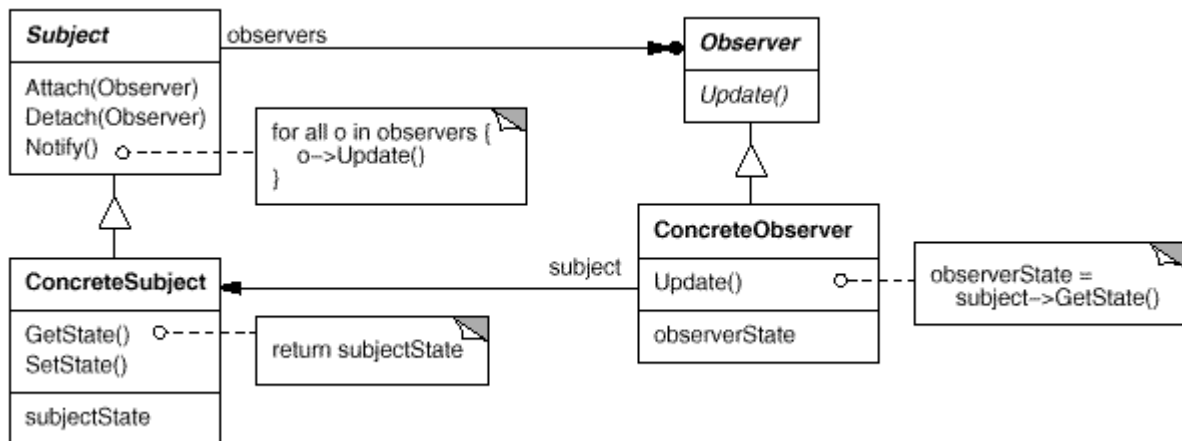 Subject
Attach(Observer)
Detach(Observer)
Notify()
observers
Observer
Update()
for all o in observers {
o->Update()
}
ConcreteSubject
GetState()
SetState()
subjectState
return subjectState
subject
ConcreteObserver
Update()
observerState
observerState =
subject->GetState()